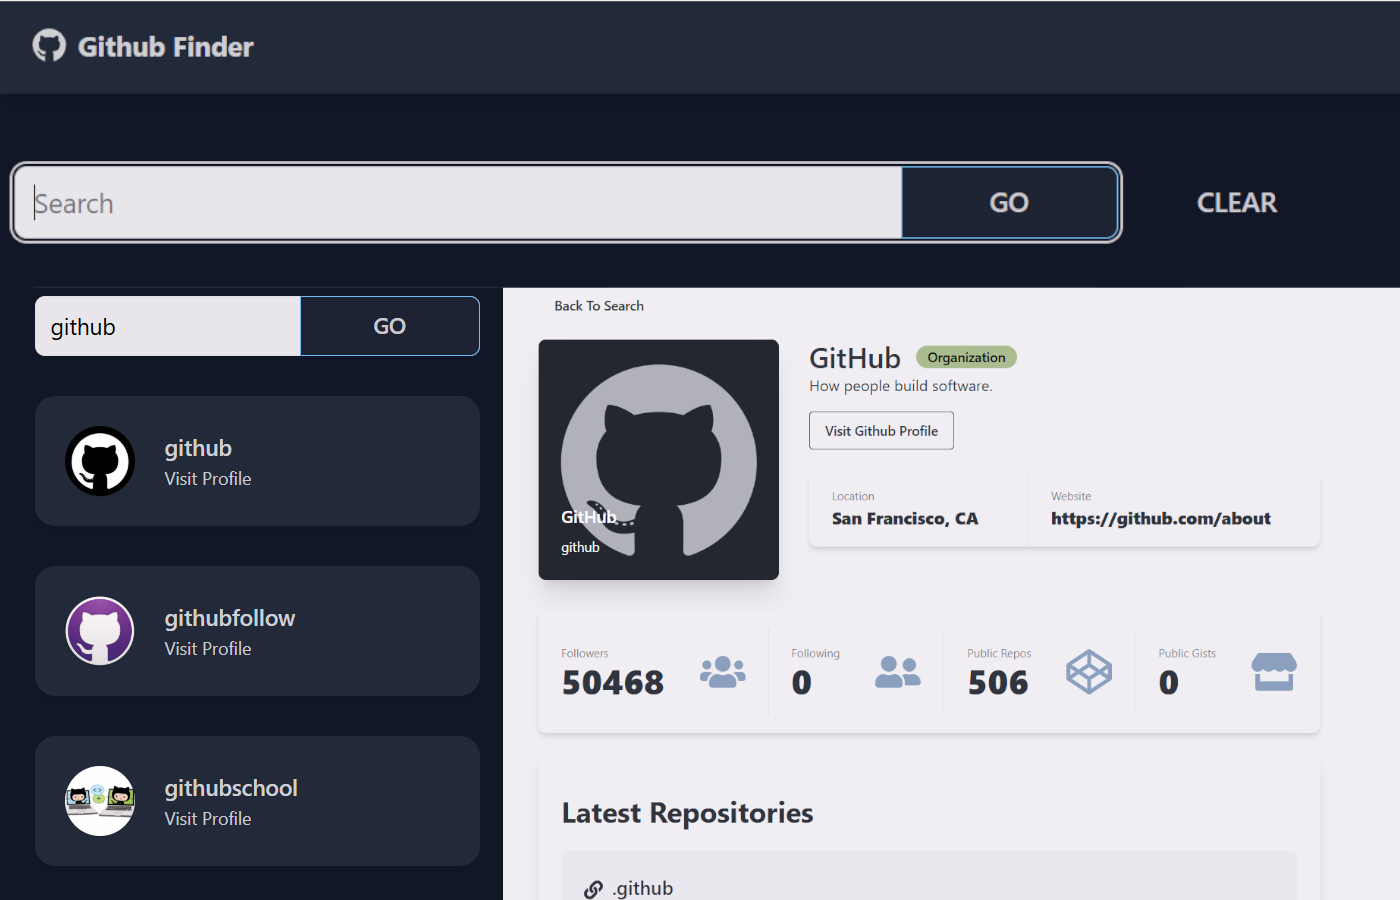 Github Finder
Search
GO
CLEAR
github
GO
github
Visit Profile
githubfollow
Visit Profile
githubschool
Visit Profile
Back To Search
GitHub
github
GitHub Organization
How people build software.
Visit Github Profile
Location
San Francisco, CA
Website
https://github.com/about
Followers
50468
Following
0
Public Repos
506
Public Gists
0
Latest Repositories
.github